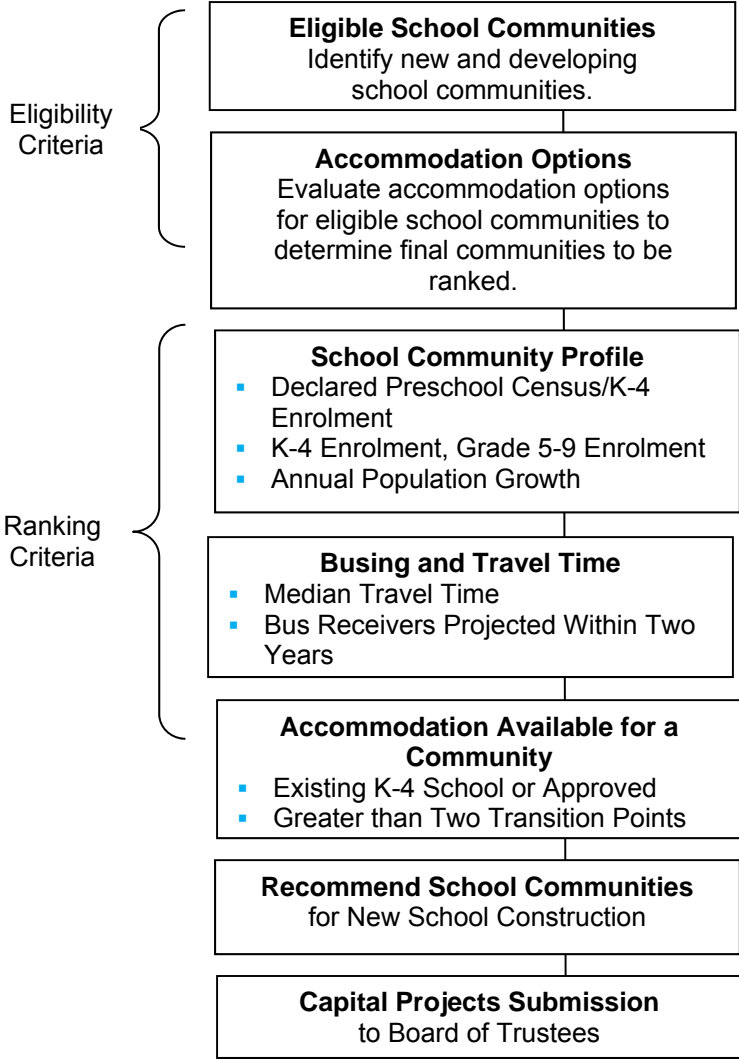 Eligible School Communities
Identify new and developing
school communities.
Eligibility
Criteria
Accommodation Options
Evaluate accommodation options
for eligible school communities to
determine final communities to be
ranked.
School Community Profile
▪ Declared Preschool Census/K-4
Enrolment
▪ K-4 Enrolment, Grade 5-9 Enrolment
▪ Annual Population Growth
Ranking
Criteria
Busing and Travel Time
▪ Median Travel Time
▪ Bus Receivers Projected Within Two
Years
Accommodation Available for a
Community
▪ Existing K-4 School or Approved
▪ Greater than Two Transition Points
Recommend School Communities
for New School Construction
Capital Projects Submission
to Board of Trustees